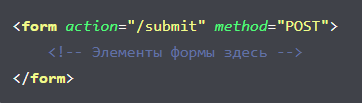 <form action="/submit" method="POST">
<!-- Элементы формы здесь -->
</form>